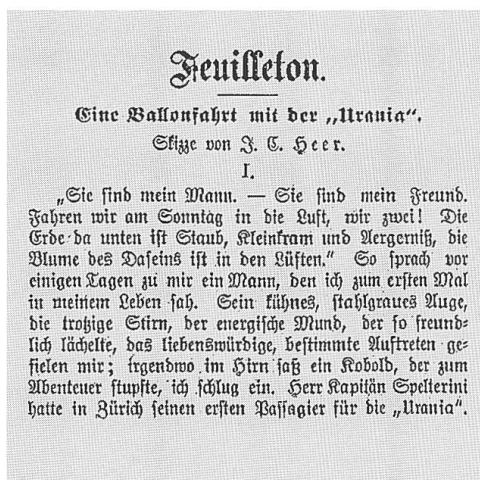 Feuilleton.
Eine Ballonfahrt mit der „Urania“.
Skizze von J. C. Heer.
I.
„Sie sind mein Mann. — Sie sind mein Freund.
Fahren wir am Sonntag in die Luft, wir zwei! Die
Erde da unten ist Staub, Kleinkram und Aergerniß, die
Blume des Daseins ist in den Lüften.“ So sprach vor
einigen Tagen zu mir ein Mann, den ich zum ersten Mal
in meinem Leben sah. Sein kühnes, stahlgraues Auge,
die trotzige Stirn, der energische Mund, der so freund-
lich lächelte, das liebenswürdige, bestimmte Auftreten ge-
fielen mir; irgendwo im Hirn saß ein Kobold, der zum
Abenteuer stupfte, ich schlug ein. Herr Kapitän Spelterini
hatte in Zürich seinen ersten Passagier für die „Urania“.